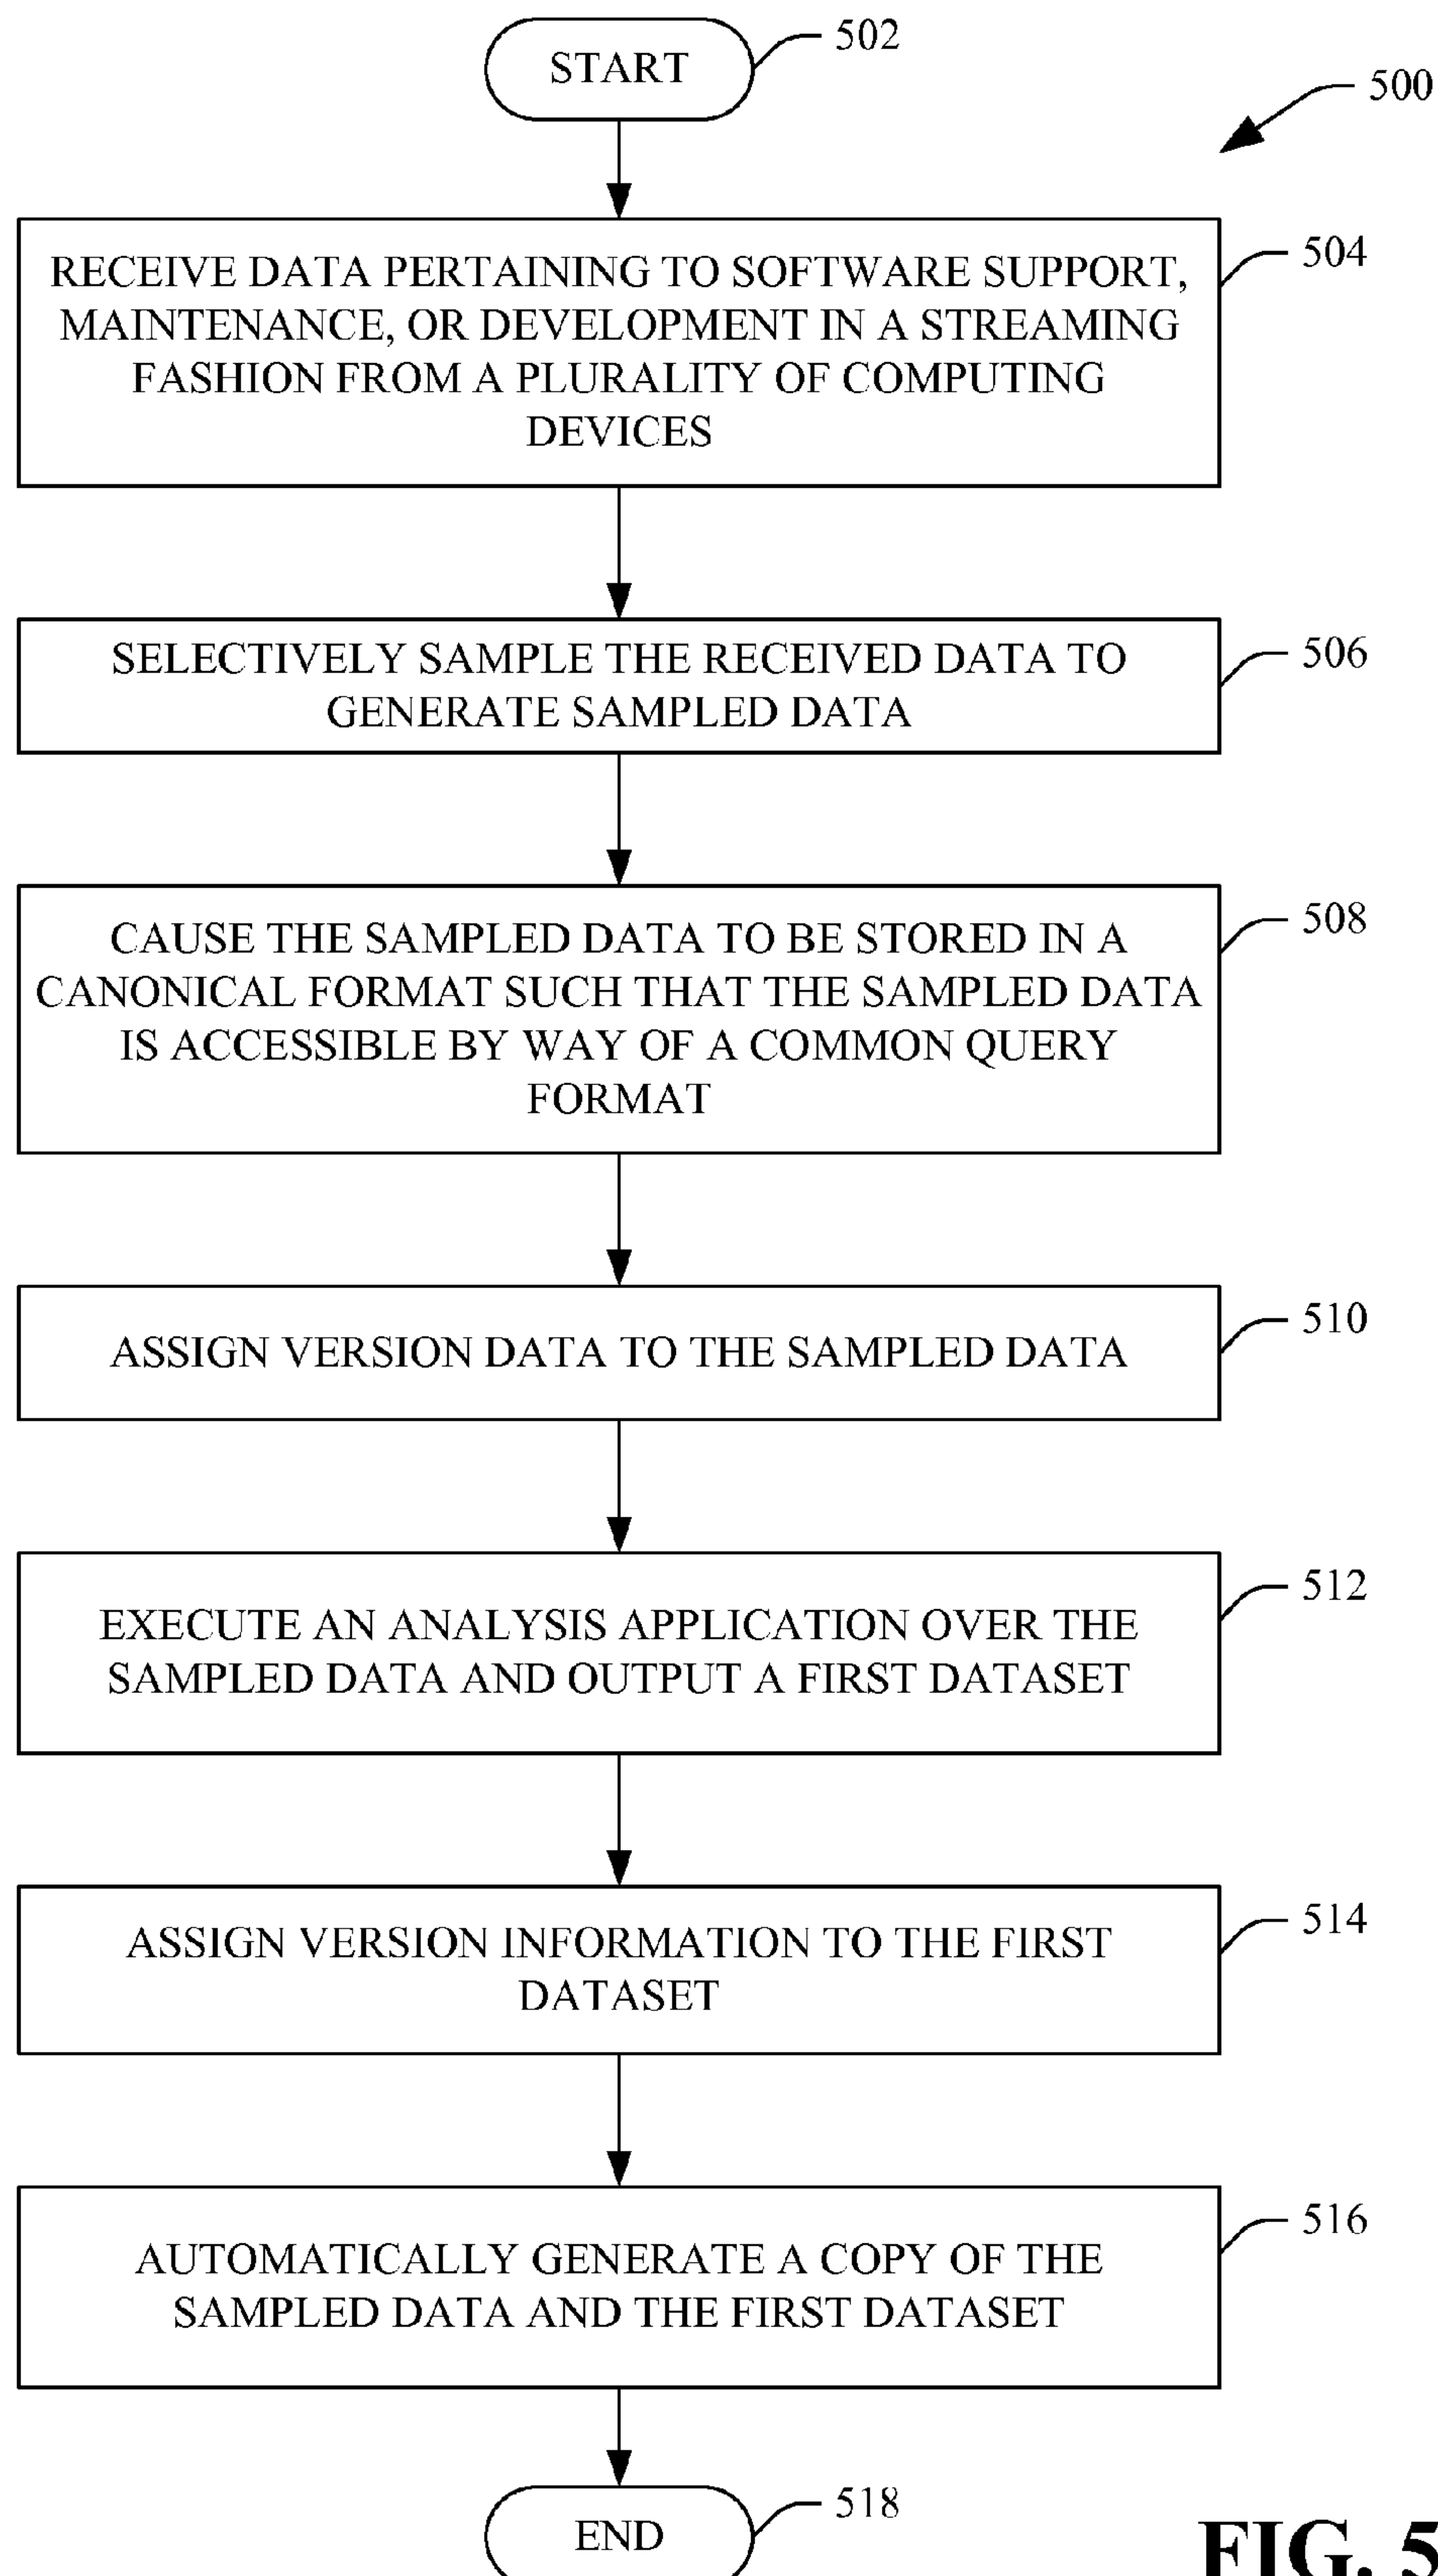 START
502
500
RECEIVE DATA PERTAINING TO SOFTWARE SUPPORT,
MAINTENANCE, OR DEVELOPMENT IN A STREAMING
FASHION FROM A PLURALITY OF COMPUTING
DEVICES
504
SELECTIVELY SAMPLE THE RECEIVED DATA TO
GENERATE SAMPLED DATA
506
CAUSE THE SAMPLED DATA TO BE STORED IN A
CANONICAL FORMAT SUCH THAT THE SAMPLED DATA
IS ACCESSIBLE BY WAY OF A COMMON QUERY
FORMAT
508
ASSIGN VERSION DATA TO THE SAMPLED DATA
510
EXECUTE AN ANALYSIS APPLICATION OVER THE
SAMPLED DATA AND OUTPUT A FIRST DATASET
512
ASSIGN VERSION INFORMATION TO THE FIRST
DATASET
514
AUTOMATICALLY GENERATE A COPY OF THE
SAMPLED DATA AND THE FIRST DATASET
516
END
518
FIG. 5